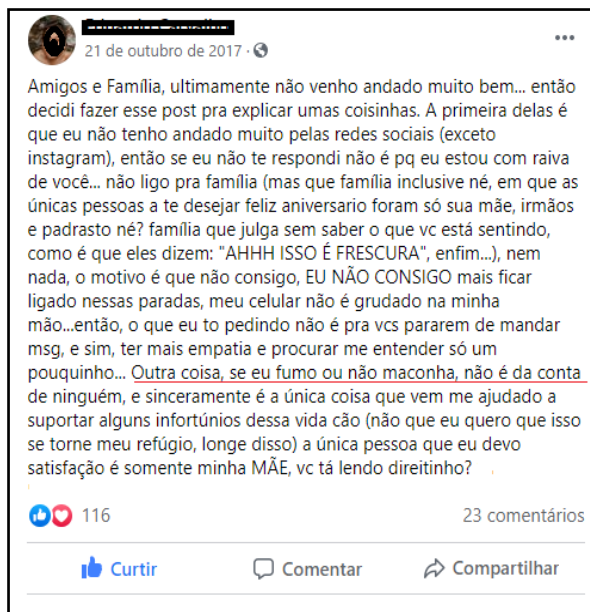 21 de outubro de 2017 ·
Amigos e Família, ultimamente não venho andado muito bem... então
decidi fazer esse post pra explicar umas coisinhas. A primeira delas é
que eu não tenho andado muito pelas redes sociais (exceto
instagram), então se eu não te respondi não é pq eu estou com raiva
de você... não ligo pra família (mas que família inclusive né, em que as
únicas pessoas a te desejar feliz aniversario foram só sua mãe, irmãos
e padrasto né? família que julga sem saber o que vc está sentindo,
como é que eles dizem: "AHHH ISSO É FRESCURA", enfim...), nem
nada, o motivo é que não consigo, EU NÃO CONSIGO mais ficar
ligado nessas paradas, meu celular não é grudado na minha
mão...então, o que eu to pedindo não é pra vcs pararem de mandar
msg, e sim, ter mais empatia e procurar me entender só um
pouquinho... Outra coisa, se eu fumo ou não maconha, não é da conta
de ninguém, e sinceramente é a única coisa que vem me ajudado a
suportar alguns infortúnios dessa vida cão (não que eu quero que isso
se torne meu refúgio, longe disso) a única pessoa que eu devo
satisfação é somente minha MÃE, vc tá lendo direitinho?
116 23 comentários
Curtir Comentar Compartilhar